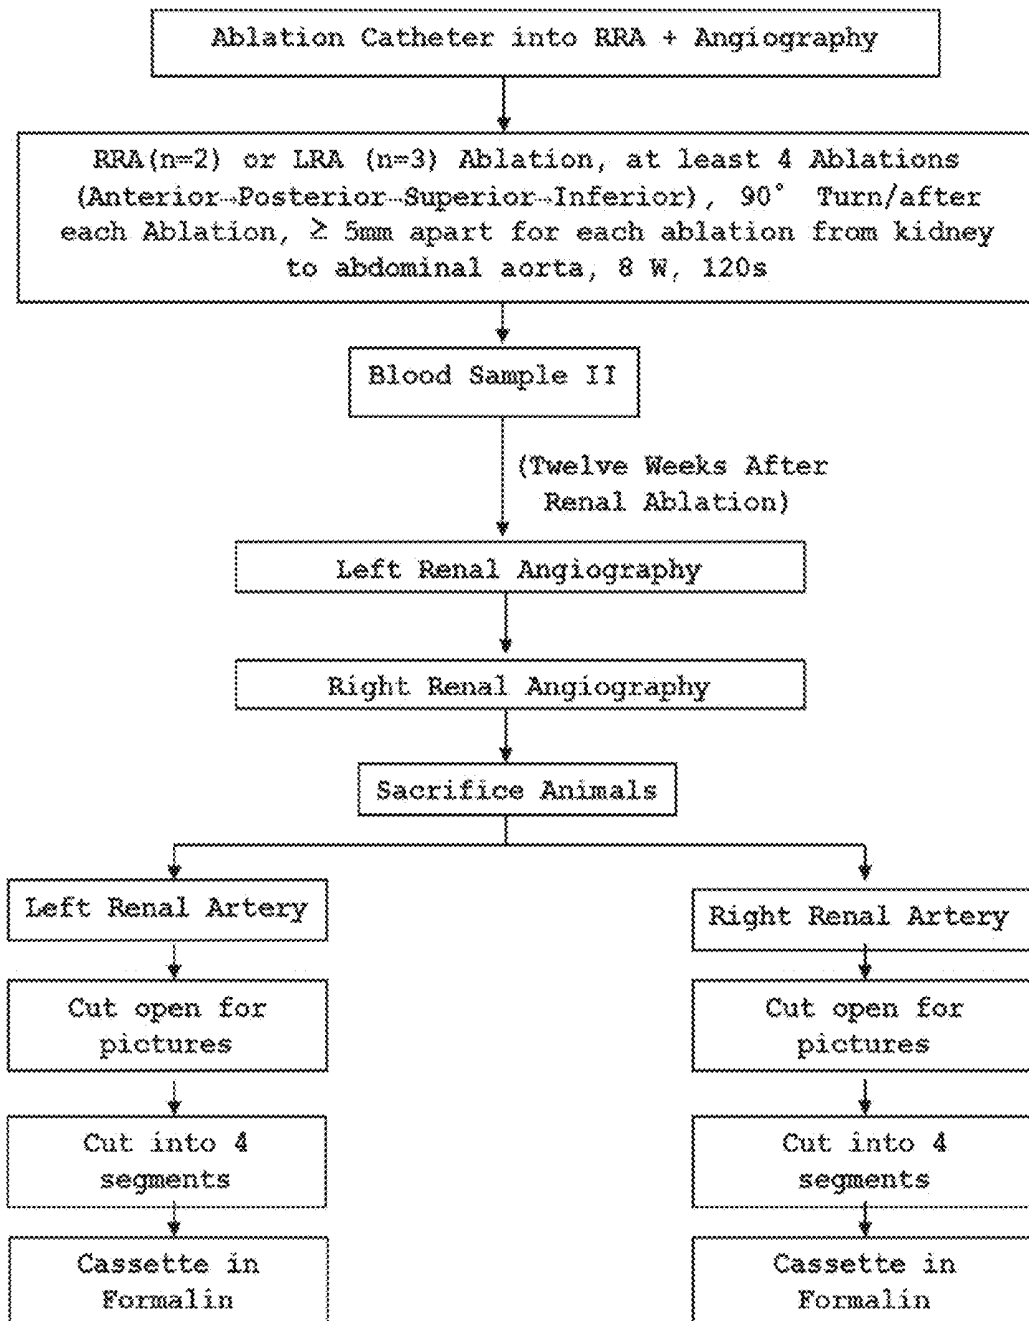 Ablation Catheter into RRA + Angiography
RRA(n=2) or LRA (n=3) Ablation, at least 4 Ablations
(Anterior→Posterior→Superior→Inferior), 90° Turn/after
each Ablation, ≥ 5mm apart for each ablation from kidney
to abdominal aorta, 8 W, 120s
Blood Sample II
(Twelve Weeks After
Renal Ablation)
Left Renal Angiography
Right Renal Angiography
Sacrifice Animals
Left Renal Artery
Cut open for
pictures
Cut into 4
segments
Cassette in
Formalin
Right Renal Artery
Cut open for
pictures
Cut into 4
segments
Cassette in
Formalin